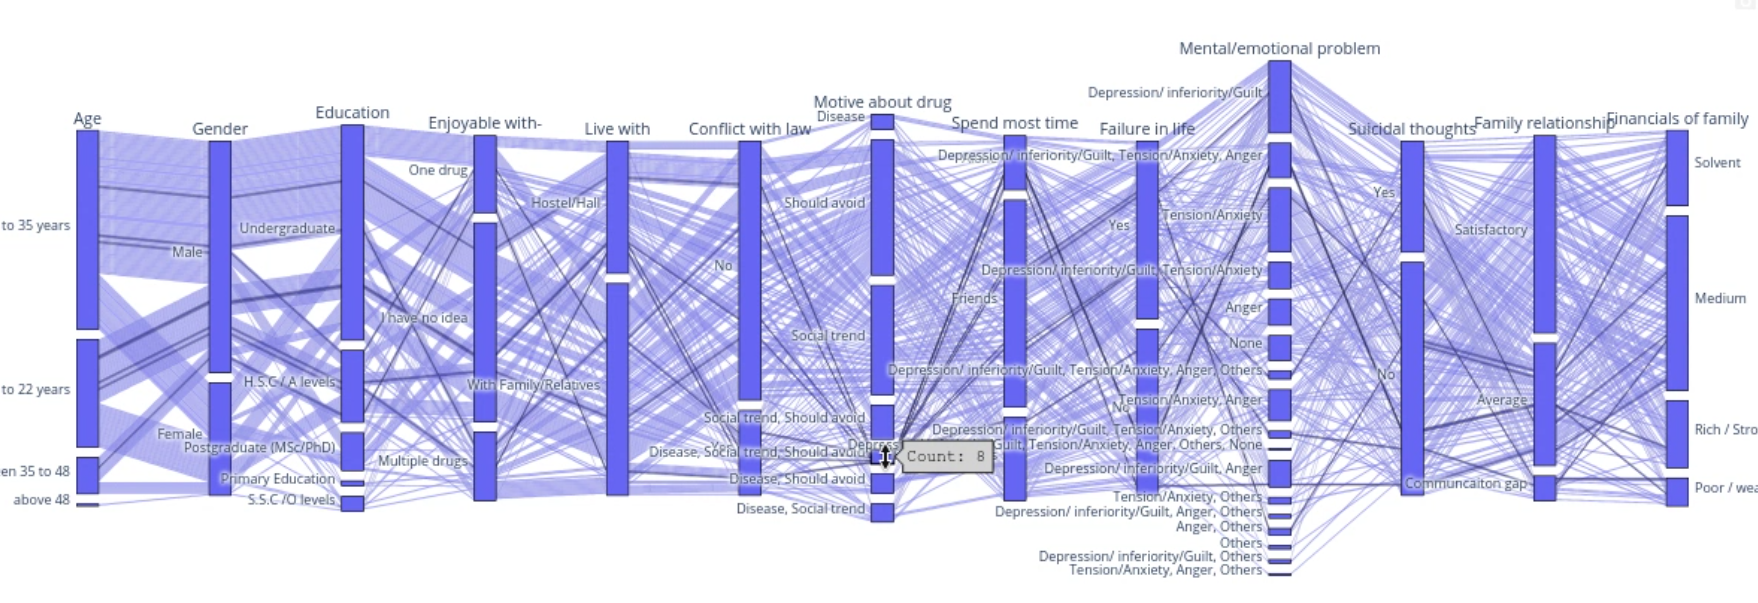 Age
to 35 years
to 22 years
en 35 to 48
above 48
Gender
Male
Female
Education
Undergraduate
H.S.C / A levels
Postgraduate (MSc/PhD)
Primary Education
S.S.C /O levels
Enjoyable with-
One drug
I have no idea
Multiple drugs
Live with
Hostel/Hall
With Family/Relatives
Conflict with law
No
Yes
Motive about drug
Disease
Should avoid
Social trend
Social trend, Should avoid
Disease, Social trend, Should avoid
Disease, Should avoid
Disease, Social trend
Count: 8
Spend most time
Friends
Failure in life
Yes
No
Mental/emotional problem
Depression/ inferiority/Guilt
Depression/ inferiority/Guilt, Tension/Anxiety, Anger
Tension/Anxiety
Depression/ inferiority/Guilt, Tension/Anxiety
Anger
None
Depression/ inferiority/Guilt, Tension/Anxiety, Anger, Others
Tension/Anxiety, Anger
Depression/ inferiority/Guilt, Tension/Anxiety, Others
Depress Guilt, Tension/Anxiety, Anger, Others, None
Depression/ inferiority/Guilt, Anger
Tension/Anxiety, Others
Depression/ inferiority/Guilt, Anger, Others
Anger, Others
Others
Depression/ inferiority/Guilt, Others
Tension/Anxiety, Anger, Others
Suicidal thoughts
Yes
No
Family relationship
Satisfactory
Average
Communcaiton gap
Financials of family
Solvent
Medium
Rich / Stro
Poor / wea